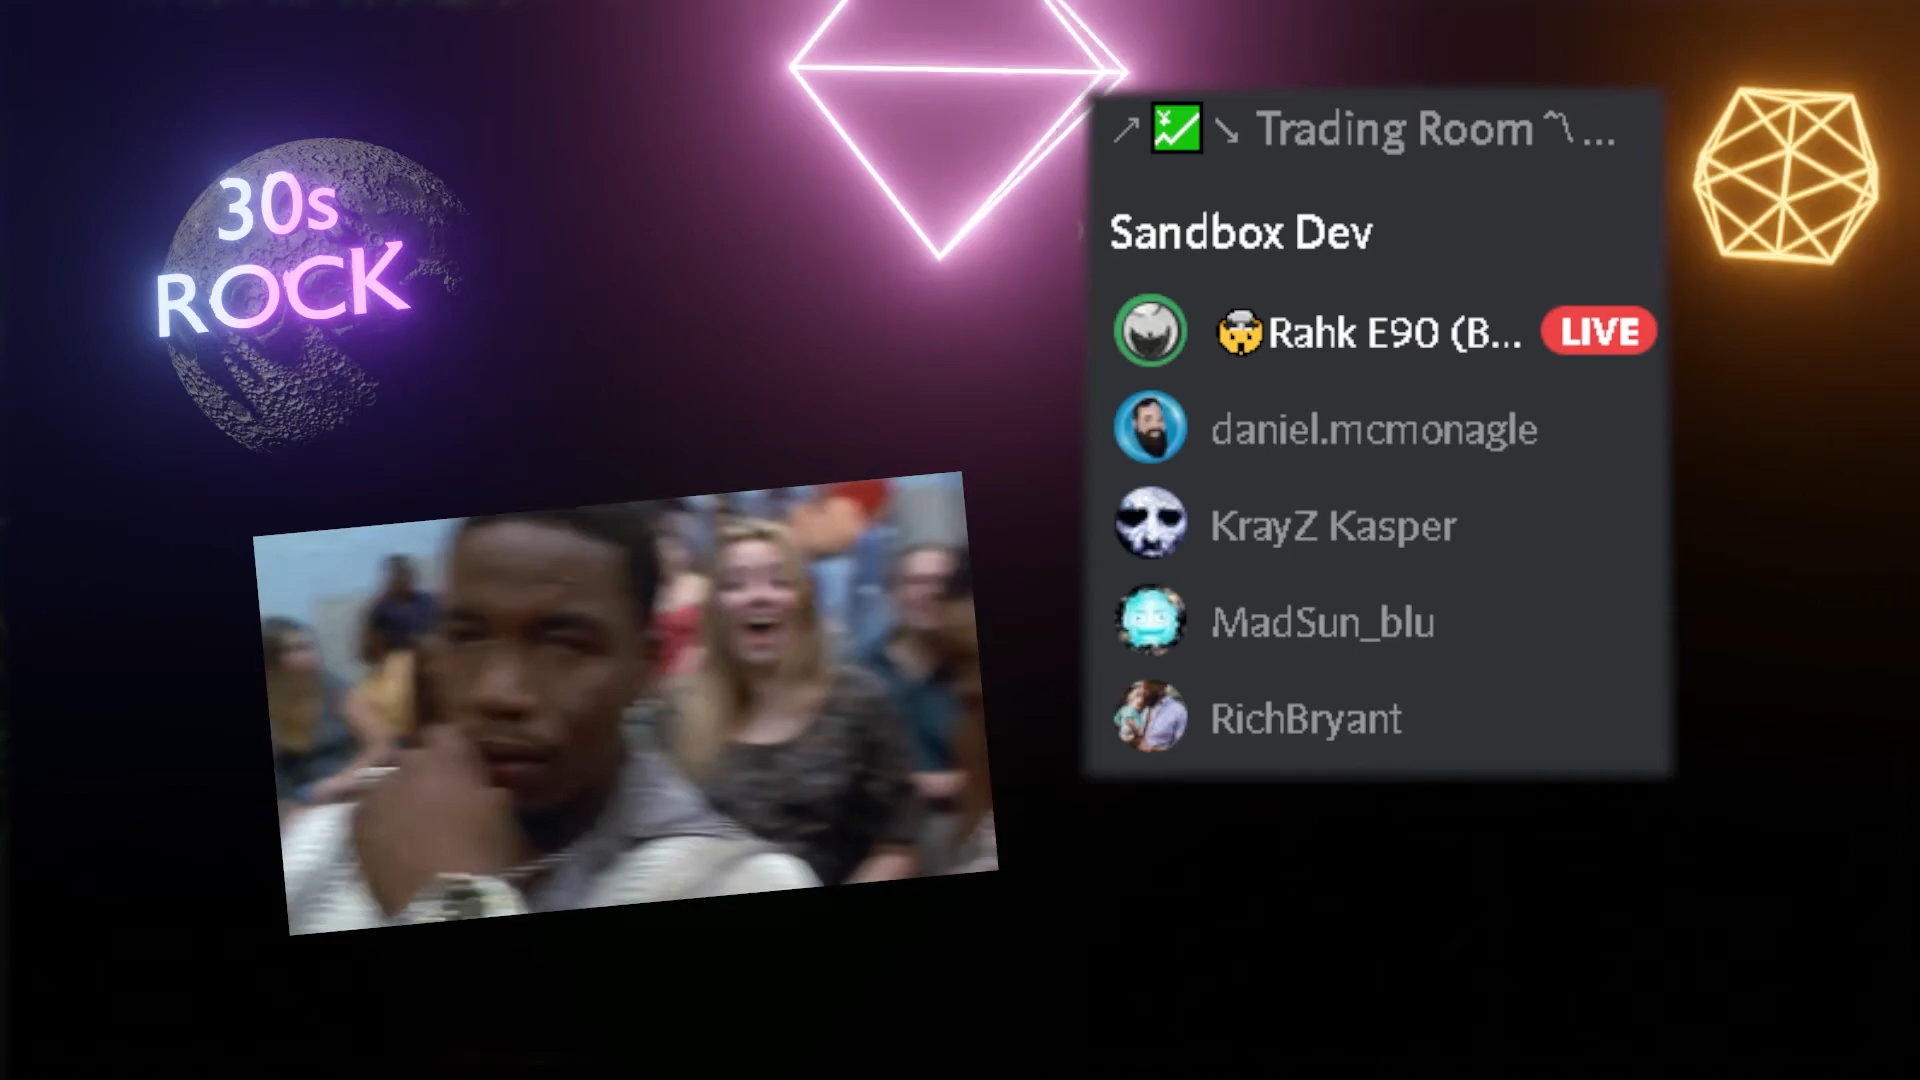 30s
ROCK
Trading Room ...
Sandbox Dev
Rahk E90 (B... LIVE
daniel.mcmonagle
KrayZ Kasper
MadSun_blu
RichBryant